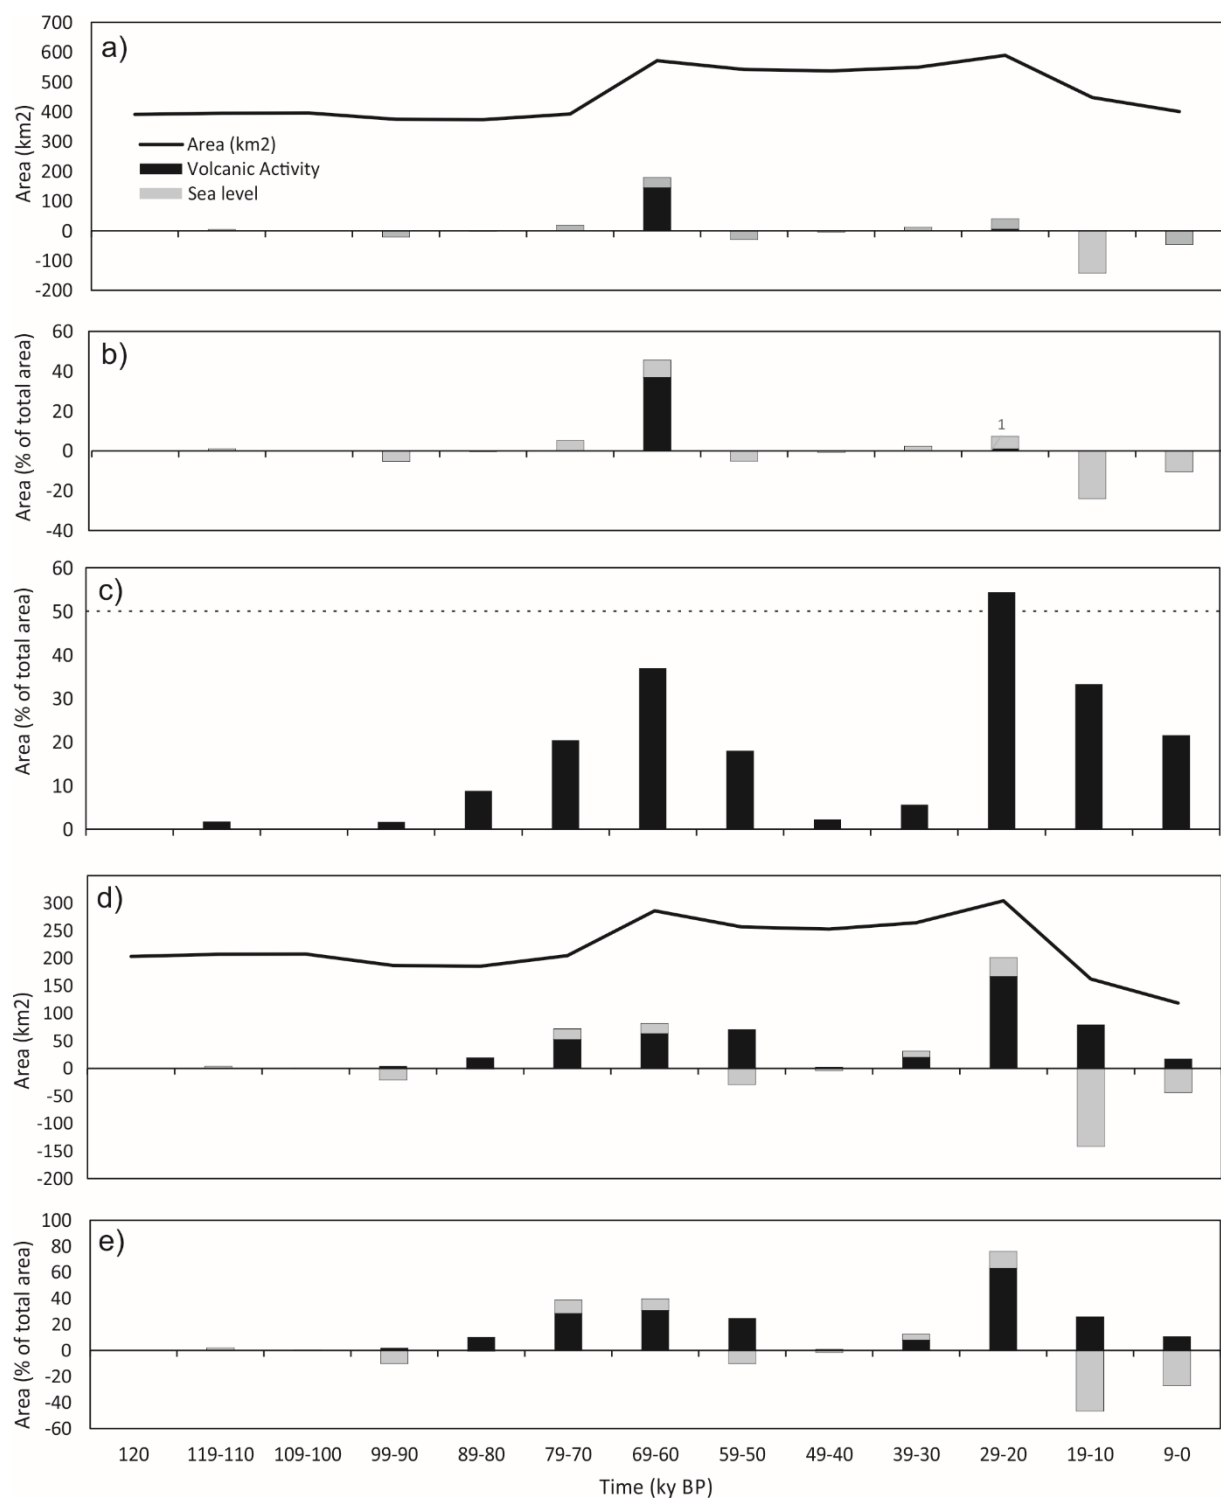 a)
700
600
500
400
300
200
100
0
-100
-200
Area (km2)
Area (km2)
Volcanic Activity
Sea level
b)
60
40
20
0
-20
-40
Area (% of total area)
1
c)
60
50
40
30
20
10
0
Area (% of total area)
d)
300
250
200
150
100
50
0
-50
-100
-150
-200
Area (km2)
e)
100
80
60
40
20
0
-20
-40
-60
Area (% of total area)
120 119-110 109-100 99-90 89-80 79-70 69-60 59-50 49-40 39-30 29-20 19-10 9-0
Time (ky BP)